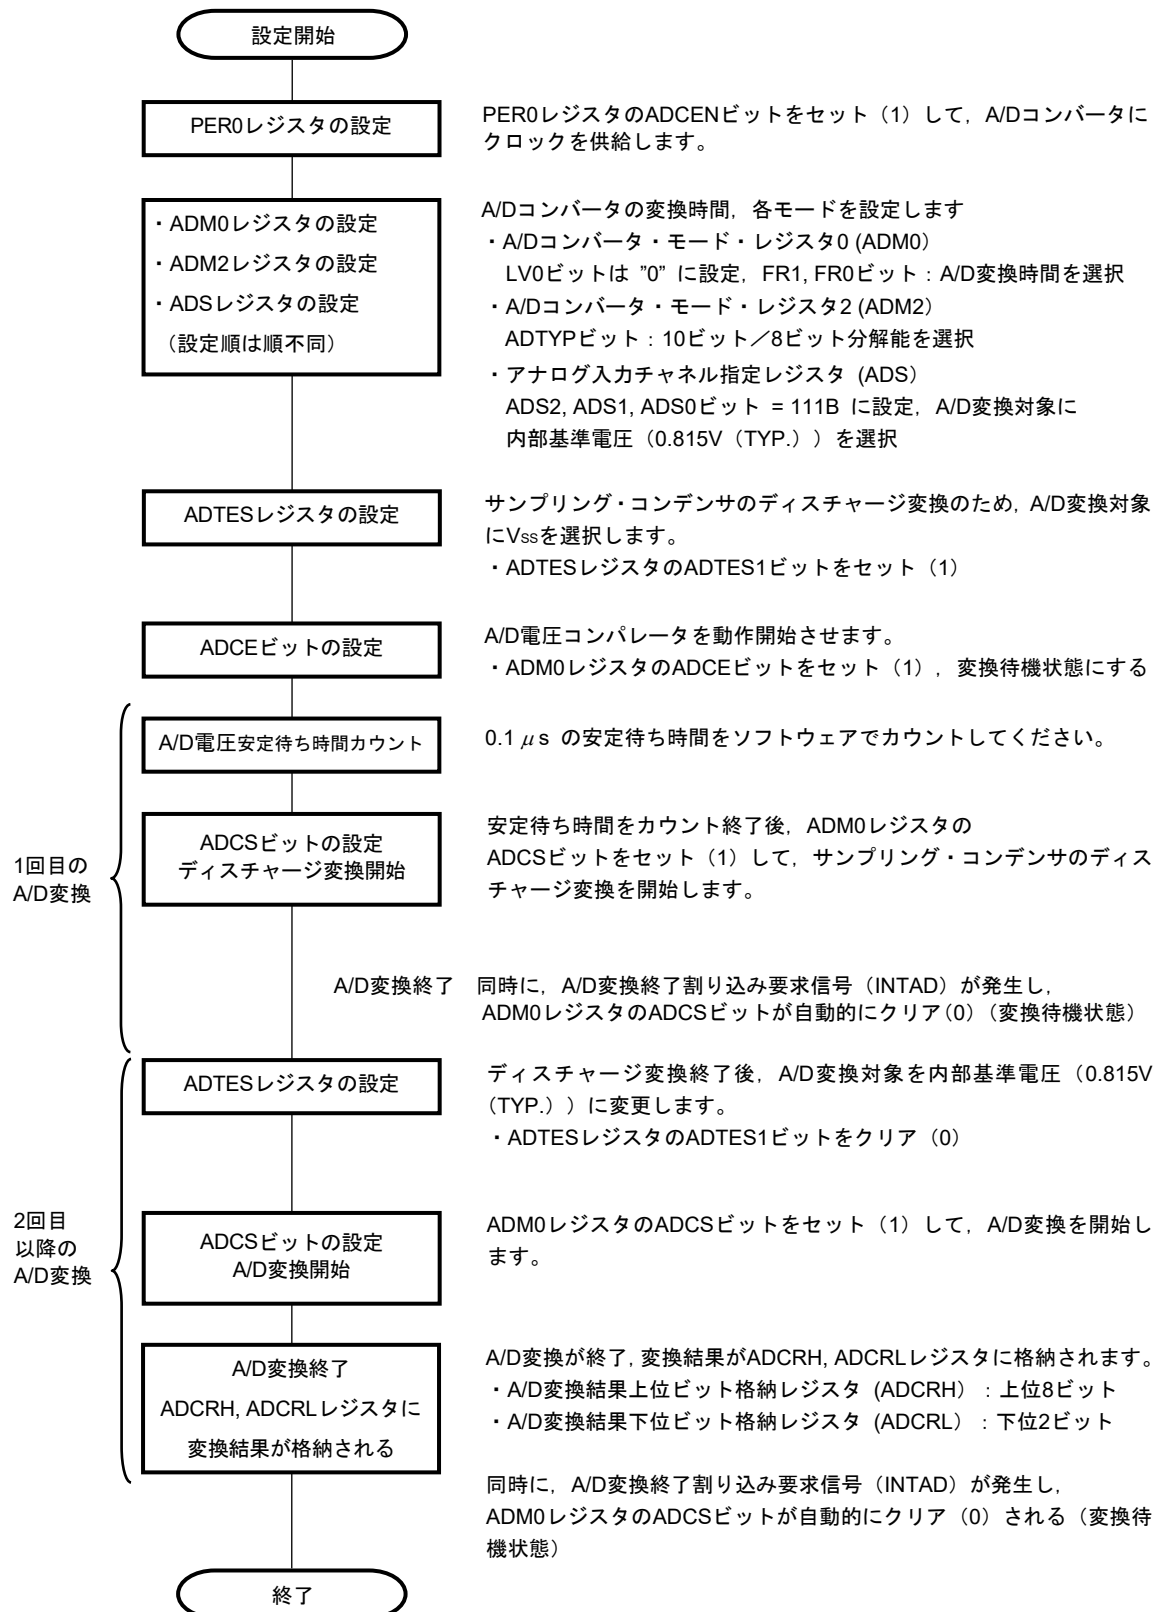 設定開始
PER0レジスタの設定
PER0レジスタのADCENビットをセット（1）して，A/Dコンバータに
クロックを供給します。
・ADM0レジスタの設定
・ADM2レジスタの設定
・ADSレジスタの設定
（設定順は順不同）
A/Dコンバータの変換時間，各モードを設定します
・A/Dコンバータ・モード・レジスタ0 (ADM0）
LV0ビットは ”0” に設定，FR1, FR0ビット：A/D変換時間を選択
・A/Dコンバータ・モード・レジスタ2 (ADM2）
ADTYPビット：10ビット／8ビット分解能を選択
・アナログ入力チャネル指定レジスタ (ADS）
ADS2, ADS1, ADS0ビット = 111B に設定，A/D変換対象に
内部基準電圧（0.815V（TYP.））を選択
ADTESレジスタの設定
サンプリング・コンデンサのディスチャージ変換のため，A/D変換対象
にVssを選択します。
・ADTESレジスタのADTES1ビットをセット（1）
ADCEビットの設定
A/D電圧コンパレータを動作開始させます。
・ADM0レジスタのADCEビットをセット（1），変換待機状態にする
1回目の
A/D変換
A/D電圧安定待ち時間カウント
0.1 μs の安定待ち時間をソフトウェアでカウントしてください。
ADCSビットの設定
ディスチャージ変換開始
安定待ち時間をカウント終了後，ADM0レジスタの
ADCSビットをセット（1）して，サンプリング・コンデンサのディス
チャージ変換を開始します。
A/D変換終了 同時に，A/D変換終了割り込み要求信号（INTAD）が発生し，
ADM0レジスタのADCSビットが自動的にクリア（0）（変換待機状態）
2回目
以降の
A/D変換
ADTESレジスタの設定
ディスチャージ変換終了後，A/D変換対象を内部基準電圧（0.815V
（TYP.））に変更します。
・ADTESレジスタのADTES1ビットをクリア（0）
ADCSビットの設定
A/D変換開始
ADM0レジスタのADCSビットをセット（1）して，A/D変換を開始し
ます。
A/D変換終了
ADCRH, ADCRLレジスタに
変換結果が格納される
A/D変換が終了，変換結果がADCRH, ADCRLレジスタに格納されます。
・A/D変換結果上位ビット格納レジスタ (ADCRH）：上位8ビット
・A/D変換結果下位ビット格納レジスタ (ADCRL）：下位2ビット
同時に，A/D変換終了割り込み要求信号（INTAD）が発生し，
ADM0レジスタのADCSビットが自動的にクリア（0）される（変換待
機状態）
終了